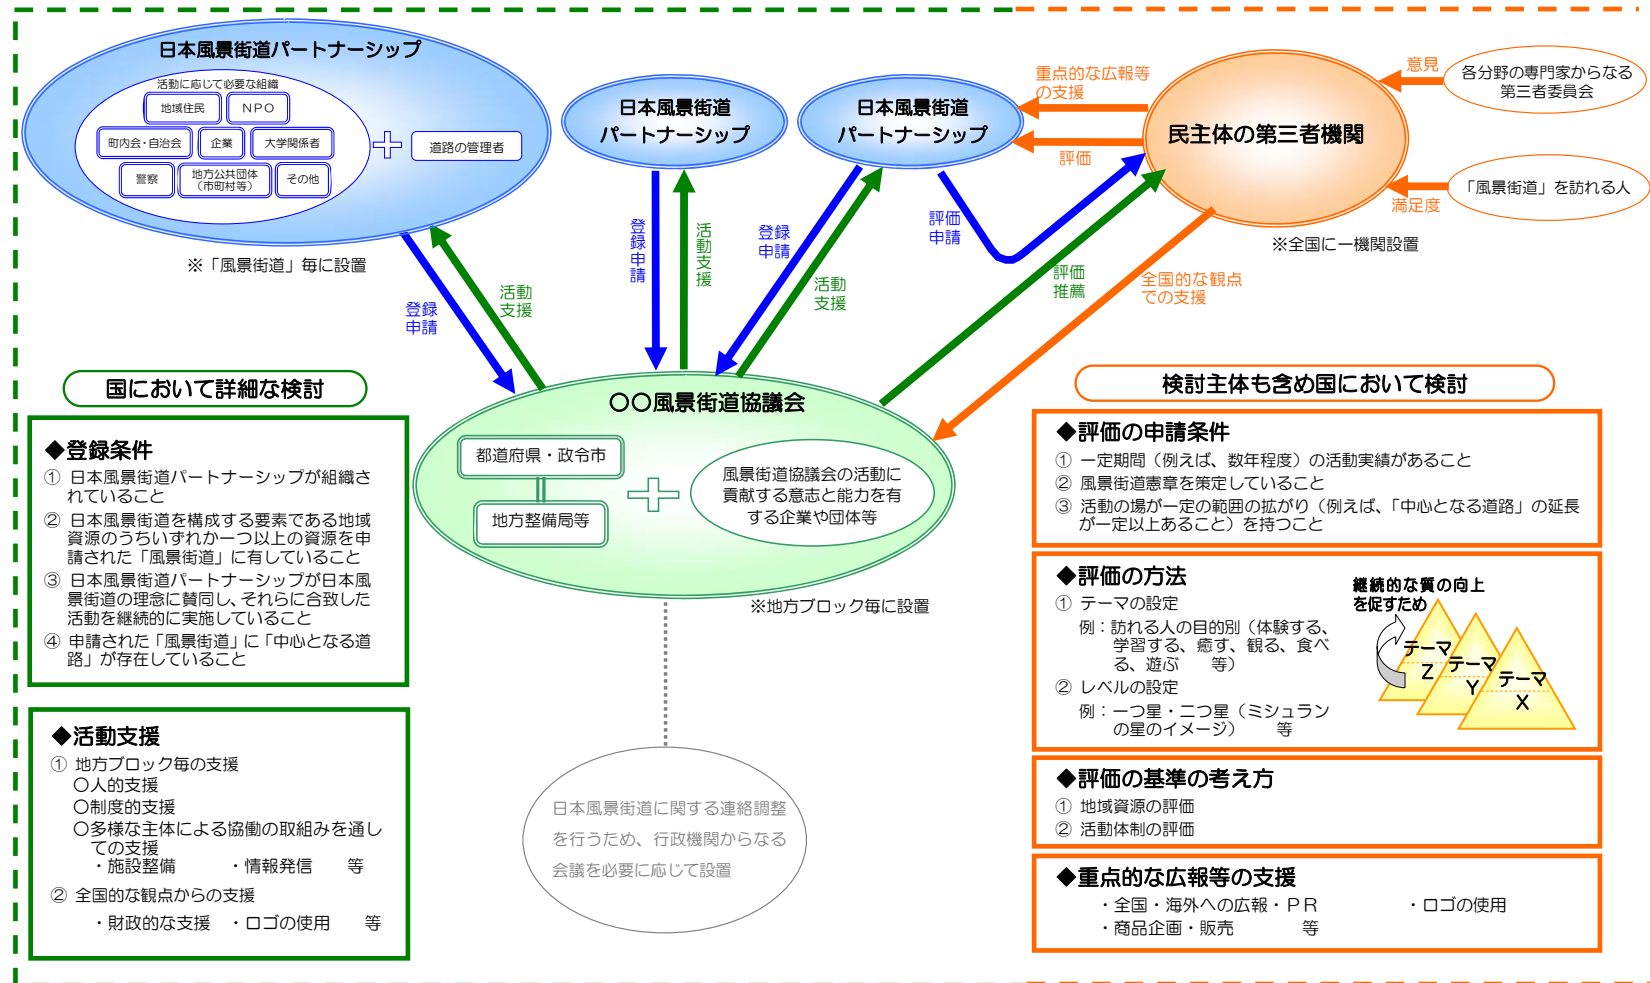 日本風景街道パートナーシップ
活動に応じて必要な組織
地域住民
ＮＰＯ
町内会・自治会
企業
大学関係者
警察
地方公共団体
（市町村等）
その他
道路の管理者
※「風景街道」毎に設置
日本風景街道
パートナーシップ
日本風景街道
パートナーシップ
重点的な広報等
の支援
評価
民主体の第三者機関
※全国に一機関設置
意見
各分野の専門家からなる
第三者委員会
満足度
「風景街道」を訪れる人
登録
申請
活動
支援
登録申請
活動支援
登録
申請
活動
支援
評価
申請
評価
推薦
全国的な観点
での支援
〇〇風景街道協議会
都道府県・政令市
地方整備局等
風景街道協議会の活動に
貢献する意志と能力を有
する企業や団体等
※地方ブロック毎に設置
日本風景街道に関する連絡調整
を行うため、行政機関からなる
会議を必要に応じて設置
国において詳細な検討
◆登録条件
① 日本風景街道パートナーシップが組織さ
れていること
② 日本風景街道を構成する要素である地域
資源のうちいずれか一つ以上の資源を申
請された「風景街道」に有していること
③ 日本風景街道パートナーシップが日本風
景街道の理念に賛同し、それらに合致した
活動を継続的に実施していること
④ 申請された「風景街道」に「中心となる道
路」が存在していること
◆活動支援
① 地方ブロック毎の支援
〇人的支援
〇制度的支援
〇多様な主体による協働の取組みを通し
ての支援
・施設整備　・情報発信　等
② 全国的な観点からの支援
・財政的な支援　・ロゴの使用　等
検討主体も含め国において検討
◆評価の申請条件
① 一定期間（例えば、数年程度）の活動実績があること
② 風景街道憲章を策定していること
③ 活動の場が一定の範囲の拡がり（例えば、「中心となる道路」の延長
が一定以上あること）を持つこと
◆評価の方法
① テーマの設定
例：訪れる人の目的別（体験する、
学習する、癒す、観る、食べ
る、遊ぶ　等）
② レベルの設定
例：一つ星・二つ星（ミシュラン
の星のイメージ）　等
継続的な質の向上
を促すため
テーマ
Z
テーマ
Y
テーマ
X
◆評価の基準の考え方
① 地域資源の評価
② 活動体制の評価
◆重点的な広報等の支援
・全国・海外への広報・ＰＲ　・ロゴの使用
・商品企画・販売　等